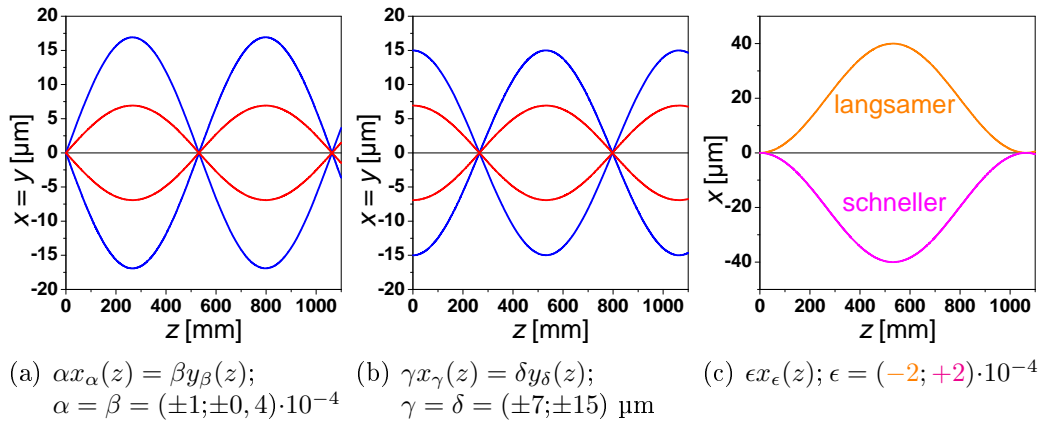 20
15
10
5
0
-5
-10
-15
-20
x = y [µm]
0 200 400 600 800 1000
z [mm]
20
15
10
5
0
-5
-10
-15
-20
x = y [µm]
0 200 400 600 800 1000
z [mm]
40
20
0
-20
-40
x [µm]
langsamer
schneller
0 200 400 600 800 1000
z [mm]
(a) αx_α(z) = βy_β(z);
α = β = (±1;±0, 4)·10⁻⁴
(b) γx_γ(z) = δy_δ(z);
γ = δ = (±7;±15) µm
(c) ϵx_ϵ(z); ϵ = (−2; +2)·10⁻⁴